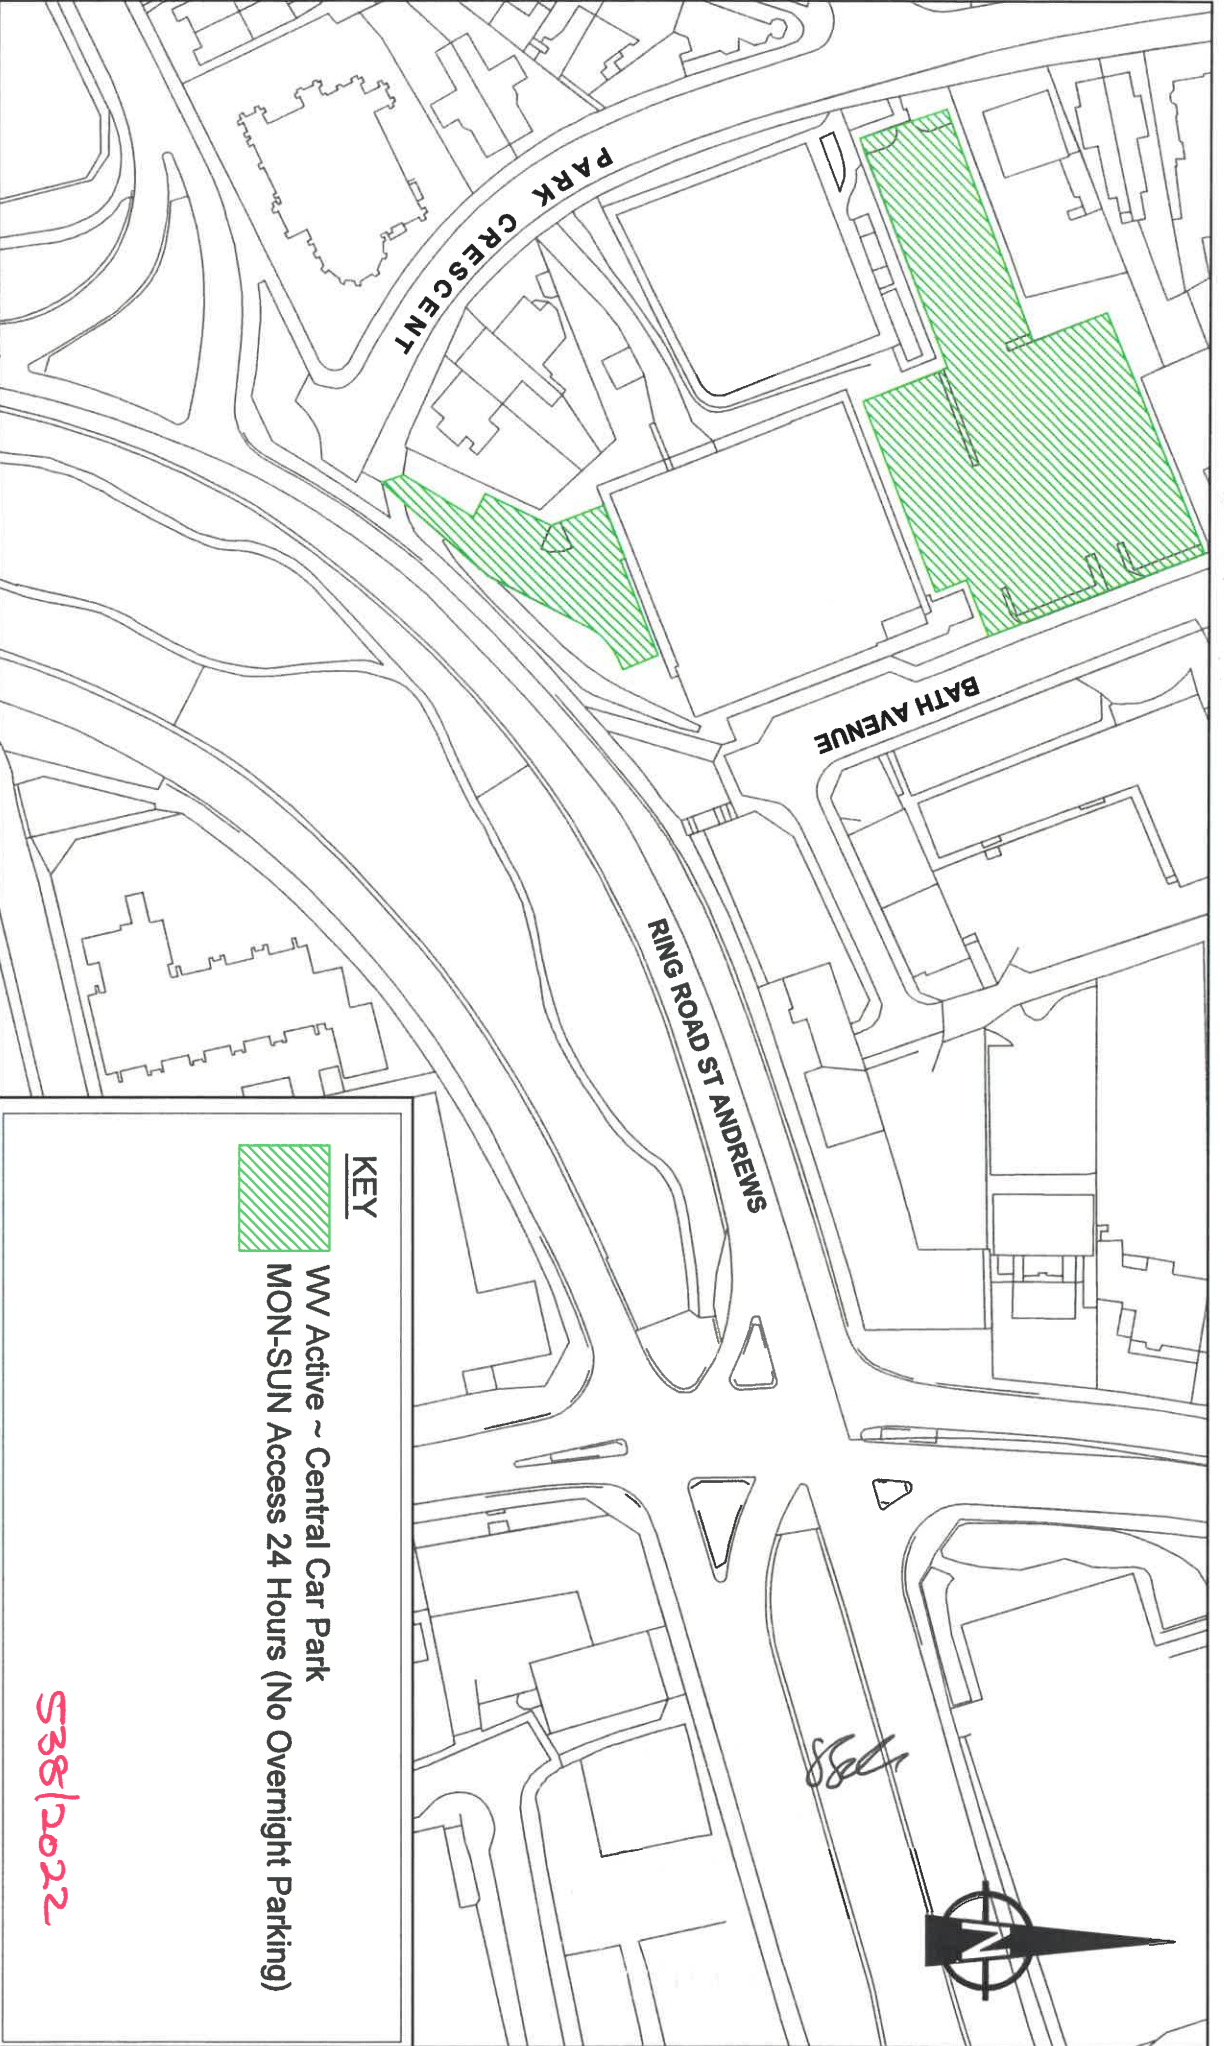 PARK CRESCENT
BATH AVENUE
RING ROAD ST ANDREWS
N
KEY
WV Active ~ Central Car Park
MON-SUN Access 24 Hours (No Overnight Parking)
538/2022